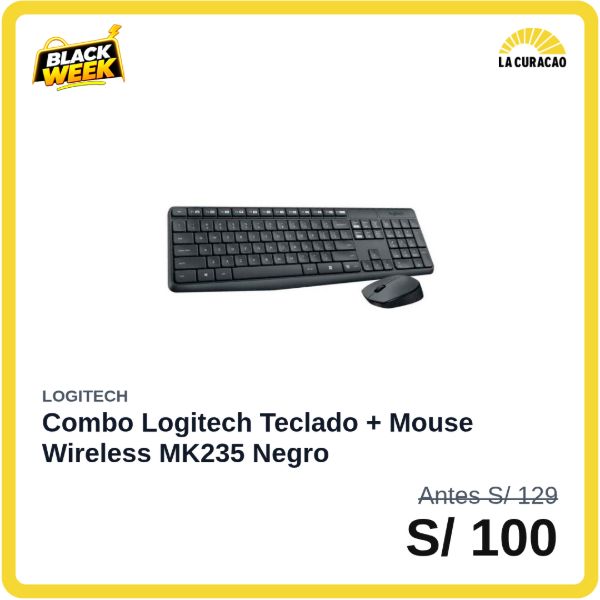 BLACK
WEEK
LA CURACAO
LOGITECH
Combo Logitech Teclado + Mouse
Wireless MK235 Negro
Antes S/ 129
S/ 100